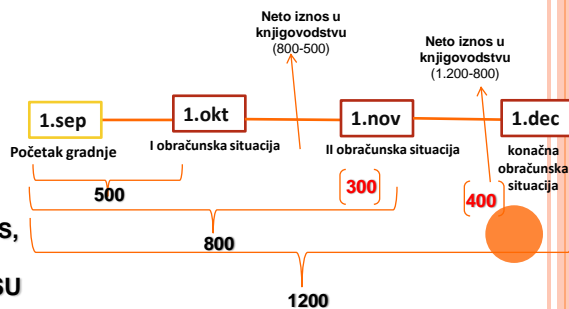 Neto iznos u
knjigovodstvu
(800-500)
Neto iznos u
knjigovodstvu
(1.200-800)
1.sep
1.okt
1.nov
1.dec
Početak gradnje
I obračunska situacija
II obračunska situacija
konačna
obračunska
situacija
500
300
400
800
1200
S,
SU